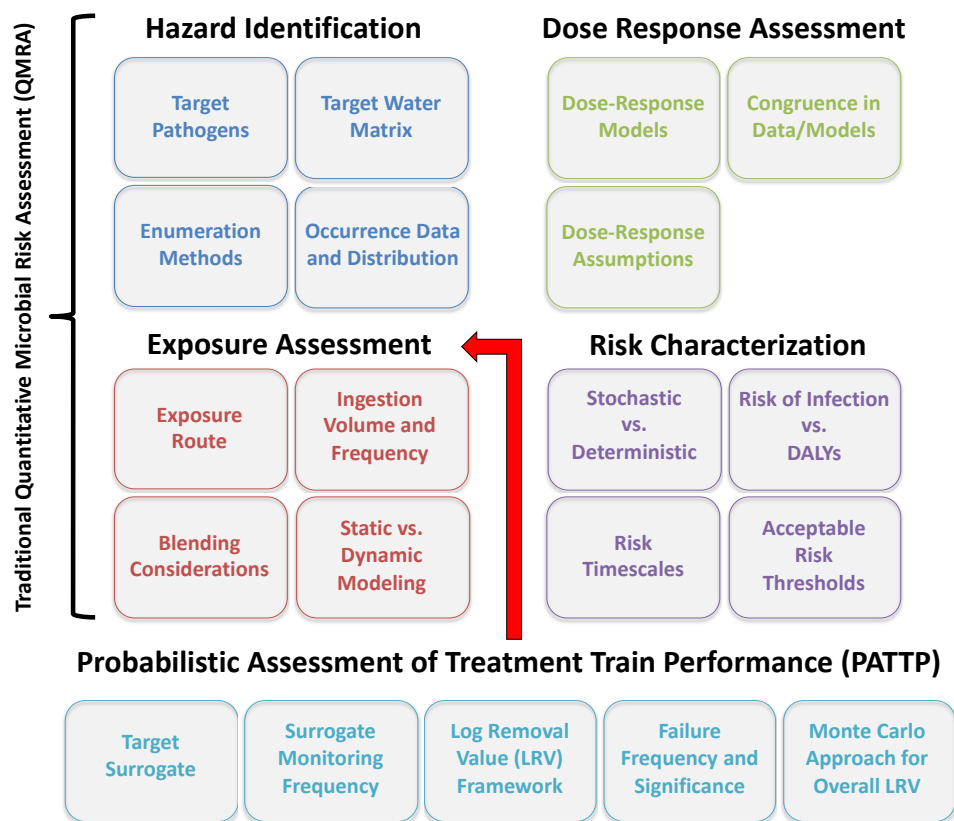 Traditional Quantitative Microbial Risk Assessment (QMRA)
Hazard Identification
Target
Pathogens
Target Water
Matrix
Enumeration
Methods
Occurrence Data
and Distribution
Dose Response Assessment
Dose-Response
Models
Congruence in
Data/Models
Dose-Response
Assumptions
Exposure Assessment
Exposure
Route
Ingestion
Volume and
Frequency
Blending
Considerations
Static vs.
Dynamic
Modeling
Risk Characterization
Stochastic
vs.
Deterministic
Risk of Infection
vs.
DALYs
Risk
Timescales
Acceptable
Risk
Thresholds
Probabilistic Assessment of Treatment Train Performance (PATTP)
Target
Surrogate
Surrogate
Monitoring
Frequency
Log Removal
Value (LRV)
Framework
Failure
Frequency and
Significance
Monte Carlo
Approach for
Overall LRV